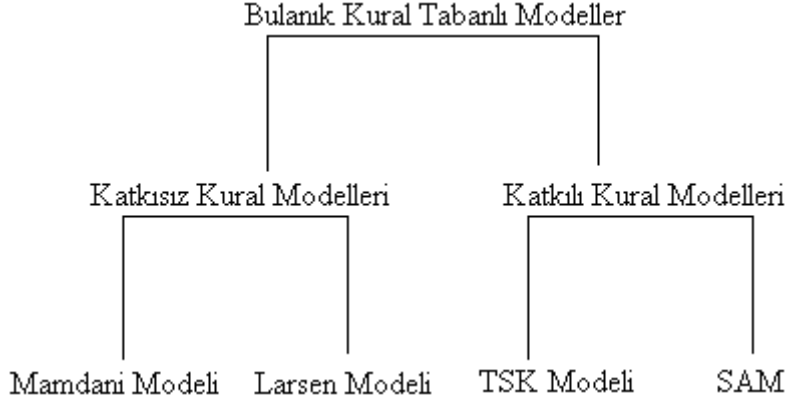 Bulanık Kural Tabanlı Modeller
Katkısız Kural Modelleri Katkılı Kural Modelleri
Mamdani Modeli Larsen Modeli TSK Modeli SAM